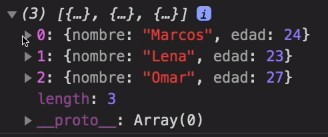 ▼ (3) [{…}, {…}, {…}] i
▶ 0: {nombre: "Marcos", edad: 24}
▶ 1: {nombre: "Lena", edad: 23}
▶ 2: {nombre: "Omar", edad: 27}
length: 3
▶ __proto__: Array(0)